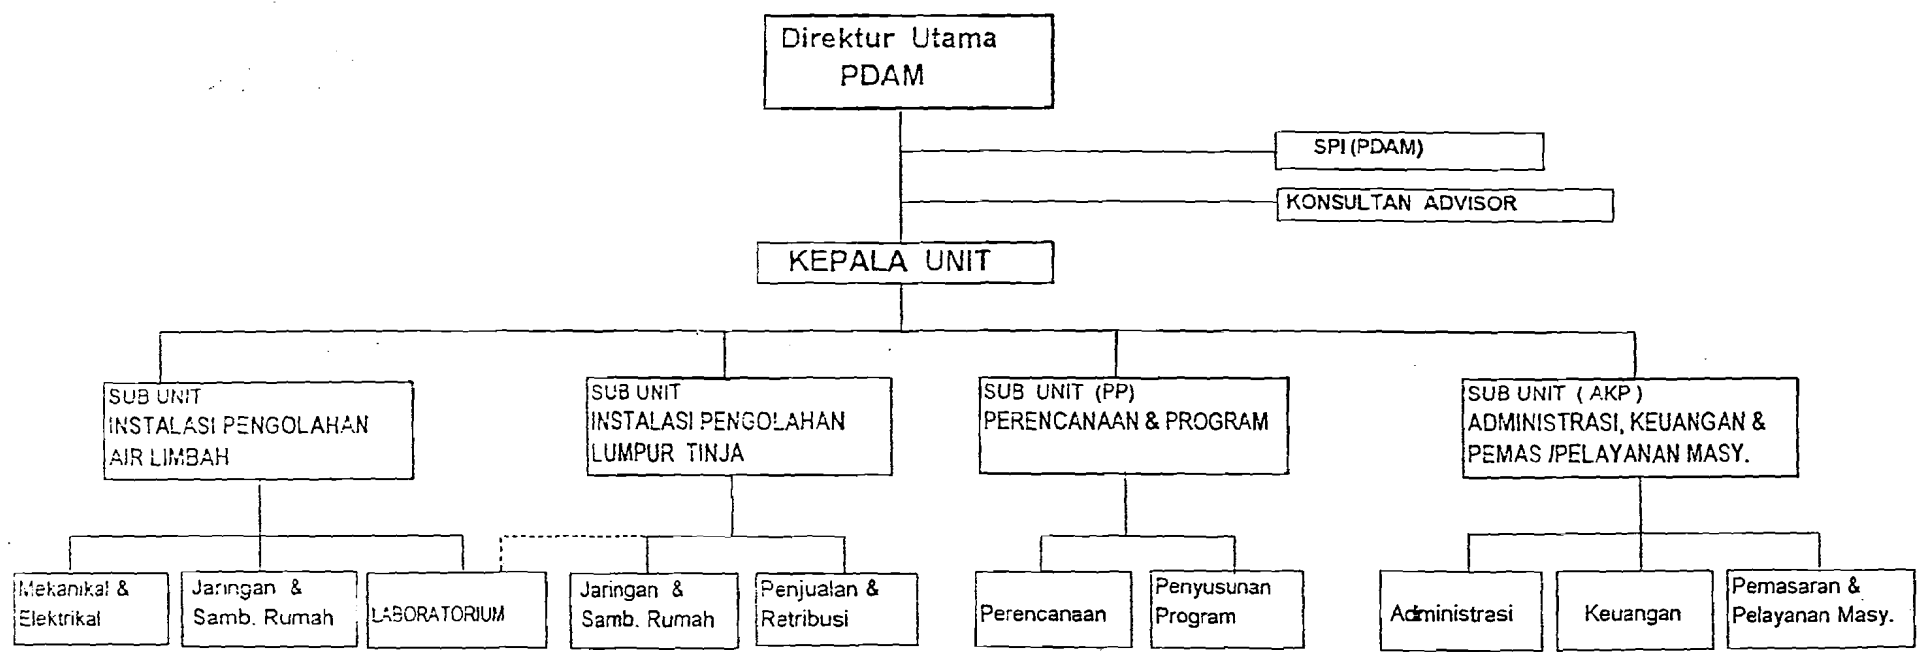 Direktur Utama
PDAM
SPI (PDAM)
KONSULTAN ADVISOR
KEPALA UNIT
SUB UNIT
INSTALASI PENGOLAHAN
AIR LIMBAH
SUB UNIT
INSTALASI PENGOLAHAN
LUMPUR TINJA
SUB UNIT (PP)
PERENCANAAN & PROGRAM
SUB UNIT ( AKP )
ADMINISTRASI, KEUANGAN &
PEMAS /PELAYANAN MASY.
Mekanikal &
Elektrikal
Jaringan &
Samb. Rumah
LABORATORIUM
Jaringan &
Samb. Rumah
Penjualan &
Retribusi
Perencanaan
Penyusunan
Program
Administrasi
Keuangan
Pemasaran &
Pelayanan Masy.